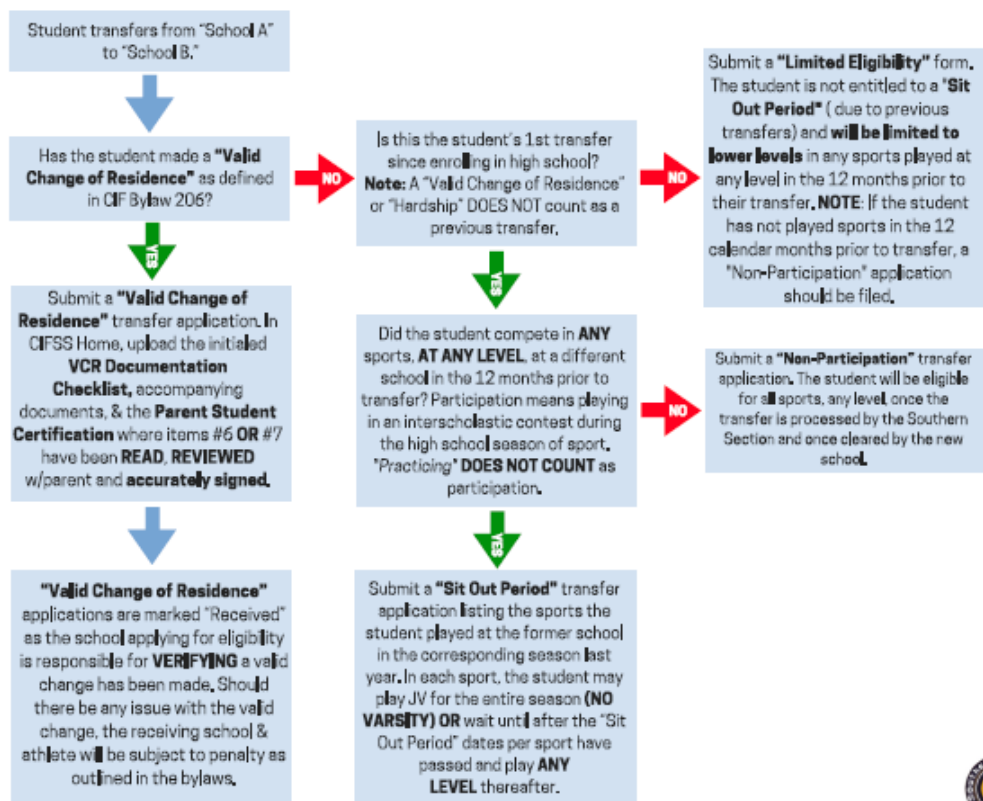 Student transfers from “School A”
to “School B.”
Has the student made a “Valid
Change of Residence” as defined
in CIF Bylaw 206?
NO
Is this the student’s 1st transfer
since enrolling in high school?
Note: A “Valid Change of Residence”
or “Hardship” DOES NOT count as a
previous transfer.
NO
Submit a “Limited Eligibility” form.
The student is not entitled to a "Sit
Out Period" ( due to previous
transfers) and will be limited to
lower levels in any sports played at
any level in the 12 months prior to
their transfer. NOTE: If the student
has not played sports in the 12
calendar months prior to transfer, a
"Non-Participation" application
should be filed.
YES
Submit a “Valid Change of
Residence” transfer application. In
CIFSS Home, upload the initialed
VCR Documentation
Checklist, accompanying
documents, & the Parent Student
Certification where items #6 OR #7
have been READ, REVIEWED
w/parent and accurately signed.
YES
Did the student compete in ANY
sports, AT ANY LEVEL, at a different
school in the 12 months prior to
transfer? Participation means playing
in an interscholastic contest during
the high school season of sport.
"Practicing" DOES NOT COUNT as
participation.
NO
Submit a “Non-Participation” transfer
application. The student will be eligible
for all sports, any level, once the
transfer is processed by the Southern
Section and once cleared by the new
school.
“Valid Change of Residence”
applications are marked “Received”
as the school applying for eligibility
is responsible for VERIFYING a valid
change has been made. Should
there be any issue with the valid
change, the receiving school &
athlete will be subject to penalty as
outlined in the bylaws.
YES
Submit a “Sit Out Period” transfer
application listing the sports the
student played at the former school
in the corresponding season last
year. In each sport, the student may
play JV for the entire season (NO
VARSITY) OR wait until after the “Sit
Out Period” dates per sport have
passed and play ANY
LEVEL thereafter.